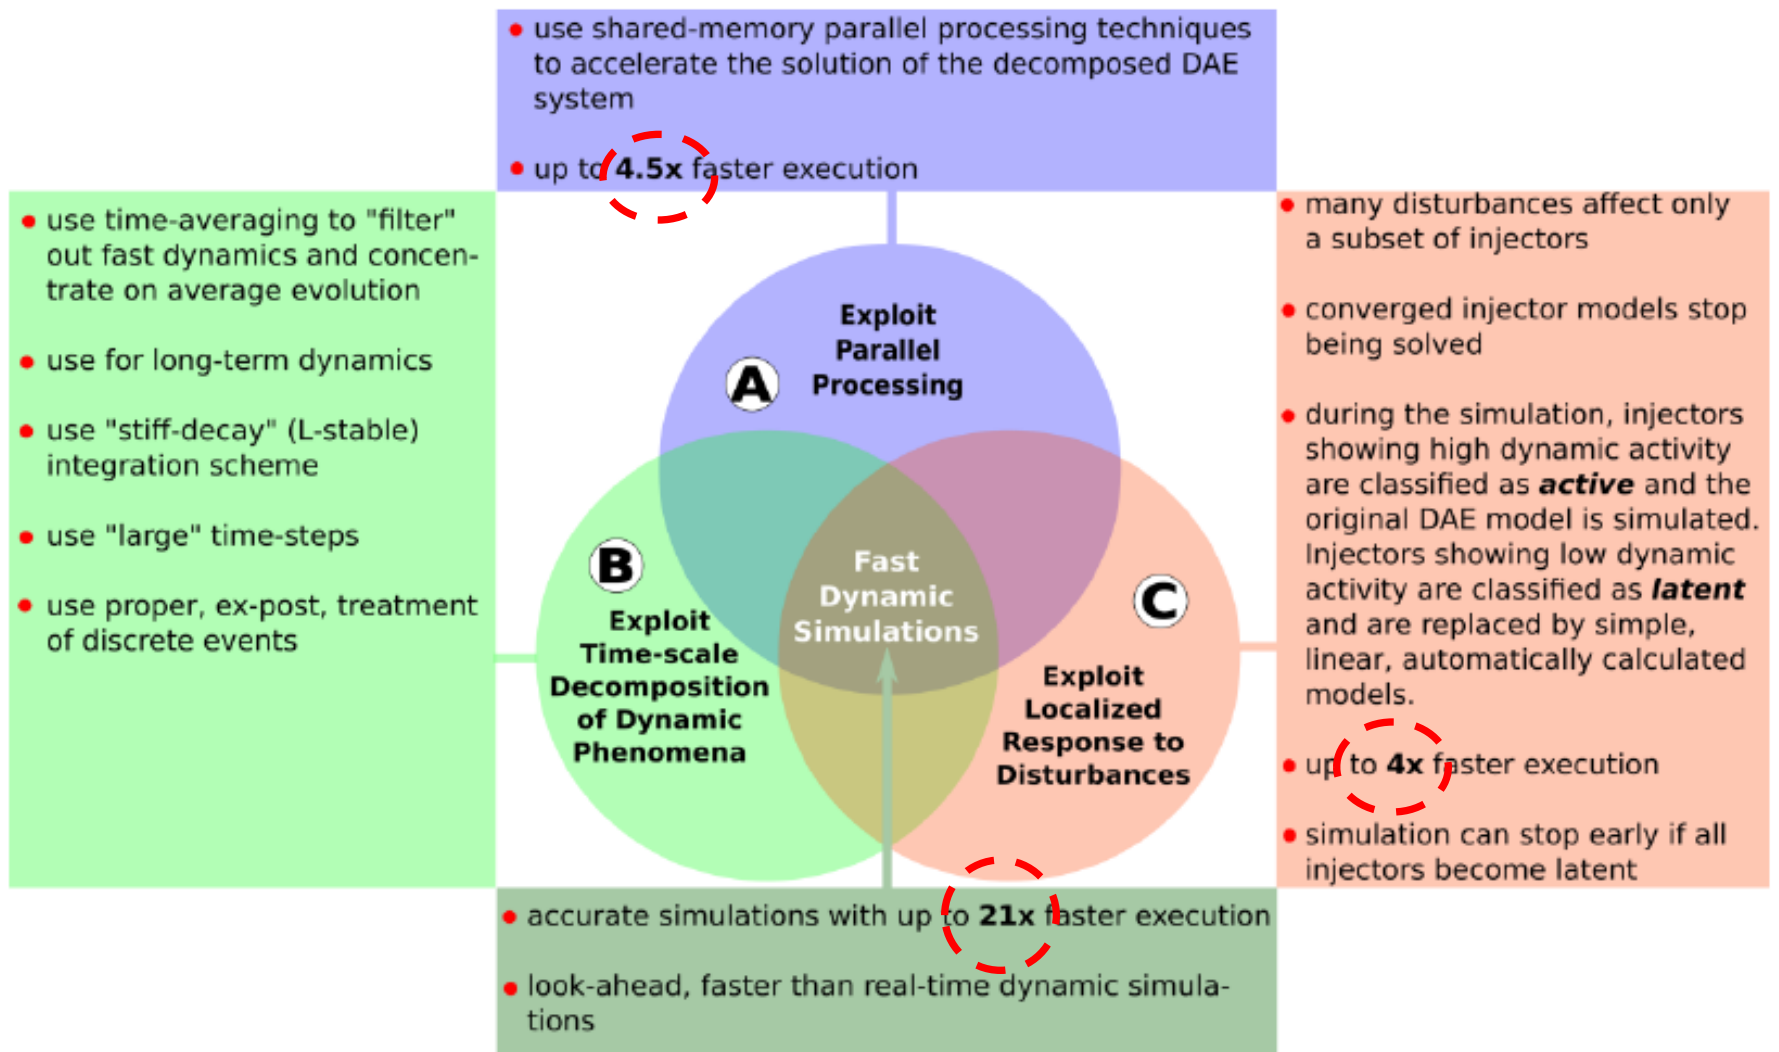 use shared-memory parallel processing techniques
to accelerate the solution of the decomposed DAE
system
up to 4.5x faster execution
use time-averaging to "filter"
out fast dynamics and concen-
trate on average evolution
use for long-term dynamics
use "stiff-decay" (L-stable)
integration scheme
use "large" time-steps
use proper, ex-post, treatment
of discrete events
Exploit
Parallel
Processing
A
B
Exploit
Time-scale
Decomposition
of Dynamic
Phenomena
Fast
Dynamic
Simulations
C
Exploit
Localized
Response to
Disturbances
many disturbances affect only
a subset of injectors
converged injector models stop
being solved
during the simulation, injectors
showing high dynamic activity
are classified as active and the
original DAE model is simulated.
Injectors showing low dynamic
activity are classified as latent
and are replaced by simple,
linear, automatically calculated
models.
up to 4x faster execution
simulation can stop early if all
injectors become latent
accurate simulations with up to 21x faster execution
look-ahead, faster than real-time dynamic simula-
tions